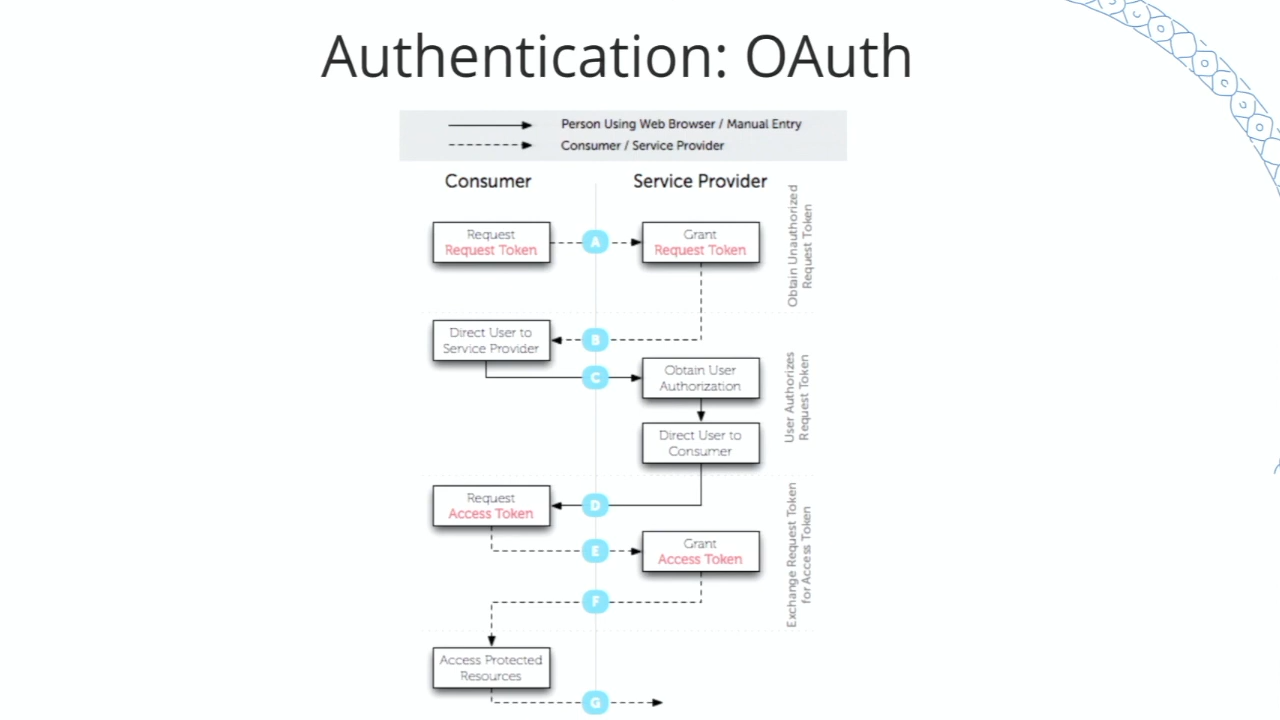 Authentication: OAuth
Person Using Web Browser / Manual Entry
Consumer / Service Provider
Consumer
Service Provider
Request
Request Token
A
Grant
Request Token
Obtain Unauthorized
Request Token
Direct User to
Service Provider
B
C
Obtain User
Authorization
User Authorizes
Request Token
Direct User to
Consumer
Request
Access Token
D
E
Grant
Access Token
Exchange Request Token
for Access Token
F
Access Protected
Resources
G